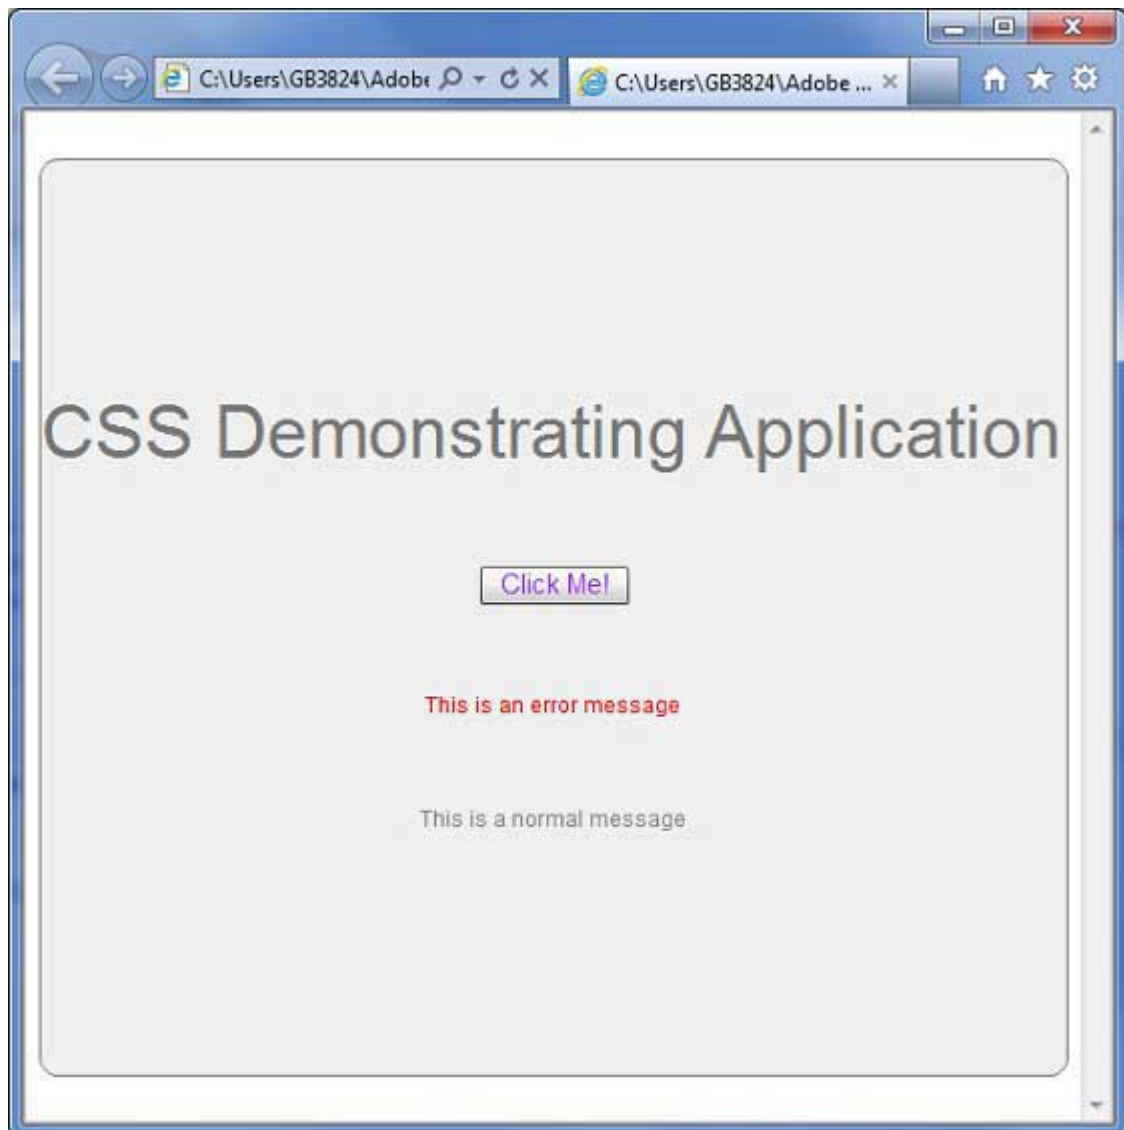 C:\Users\GB3824\Adobe
C:\Users\GB3824\Adobe ...
CSS Demonstrating Application
Click Me!
This is an error message
This is a normal message